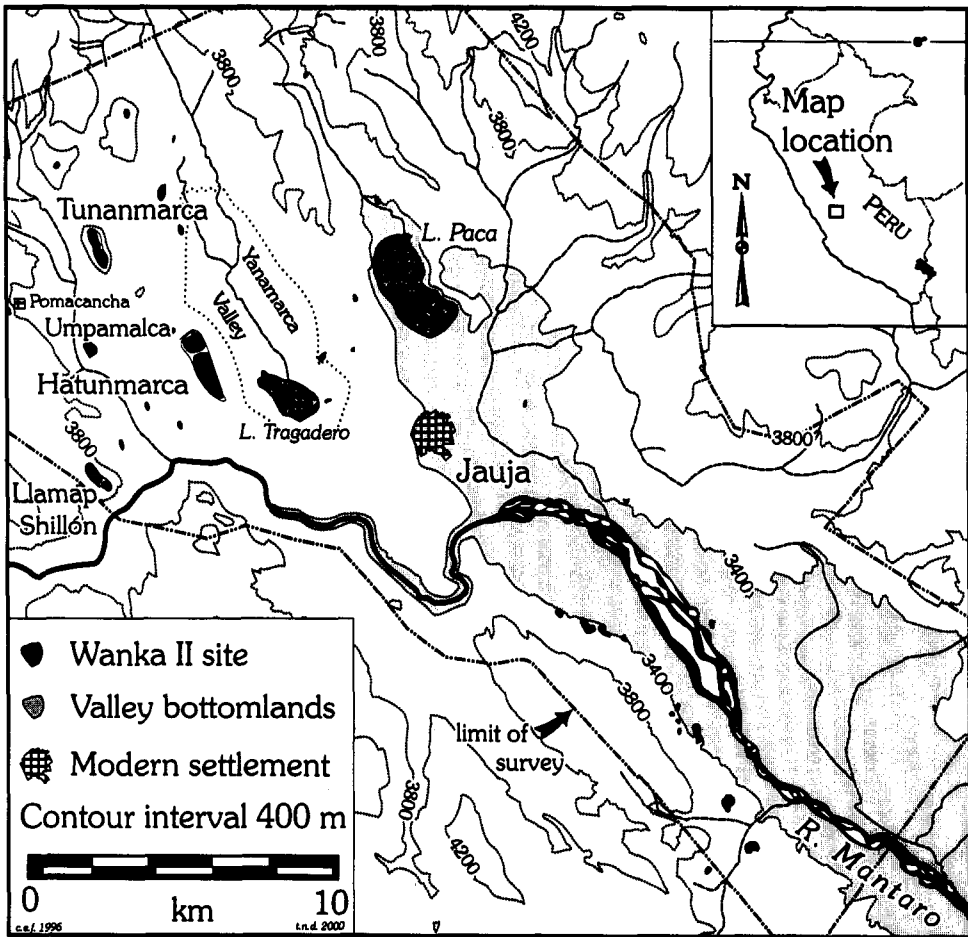 3800
3800
4200
3800
Map
location
N
PERU
Tunanmarca
L. Paca
Yanamarca
Valley
Pomacancha
Umpamalca
Hatunmarca
L. Tragadero
3800
3800
Jauja
Llamap
Shillón
3400
Wanka II site
Valley bottomlands
Modern settlement
Contour interval 400 m
0 10
km
c.e.f. 1996
t.n.d. 2000
3400
3800
limit of
survey
3800
4200
R. Mantaro